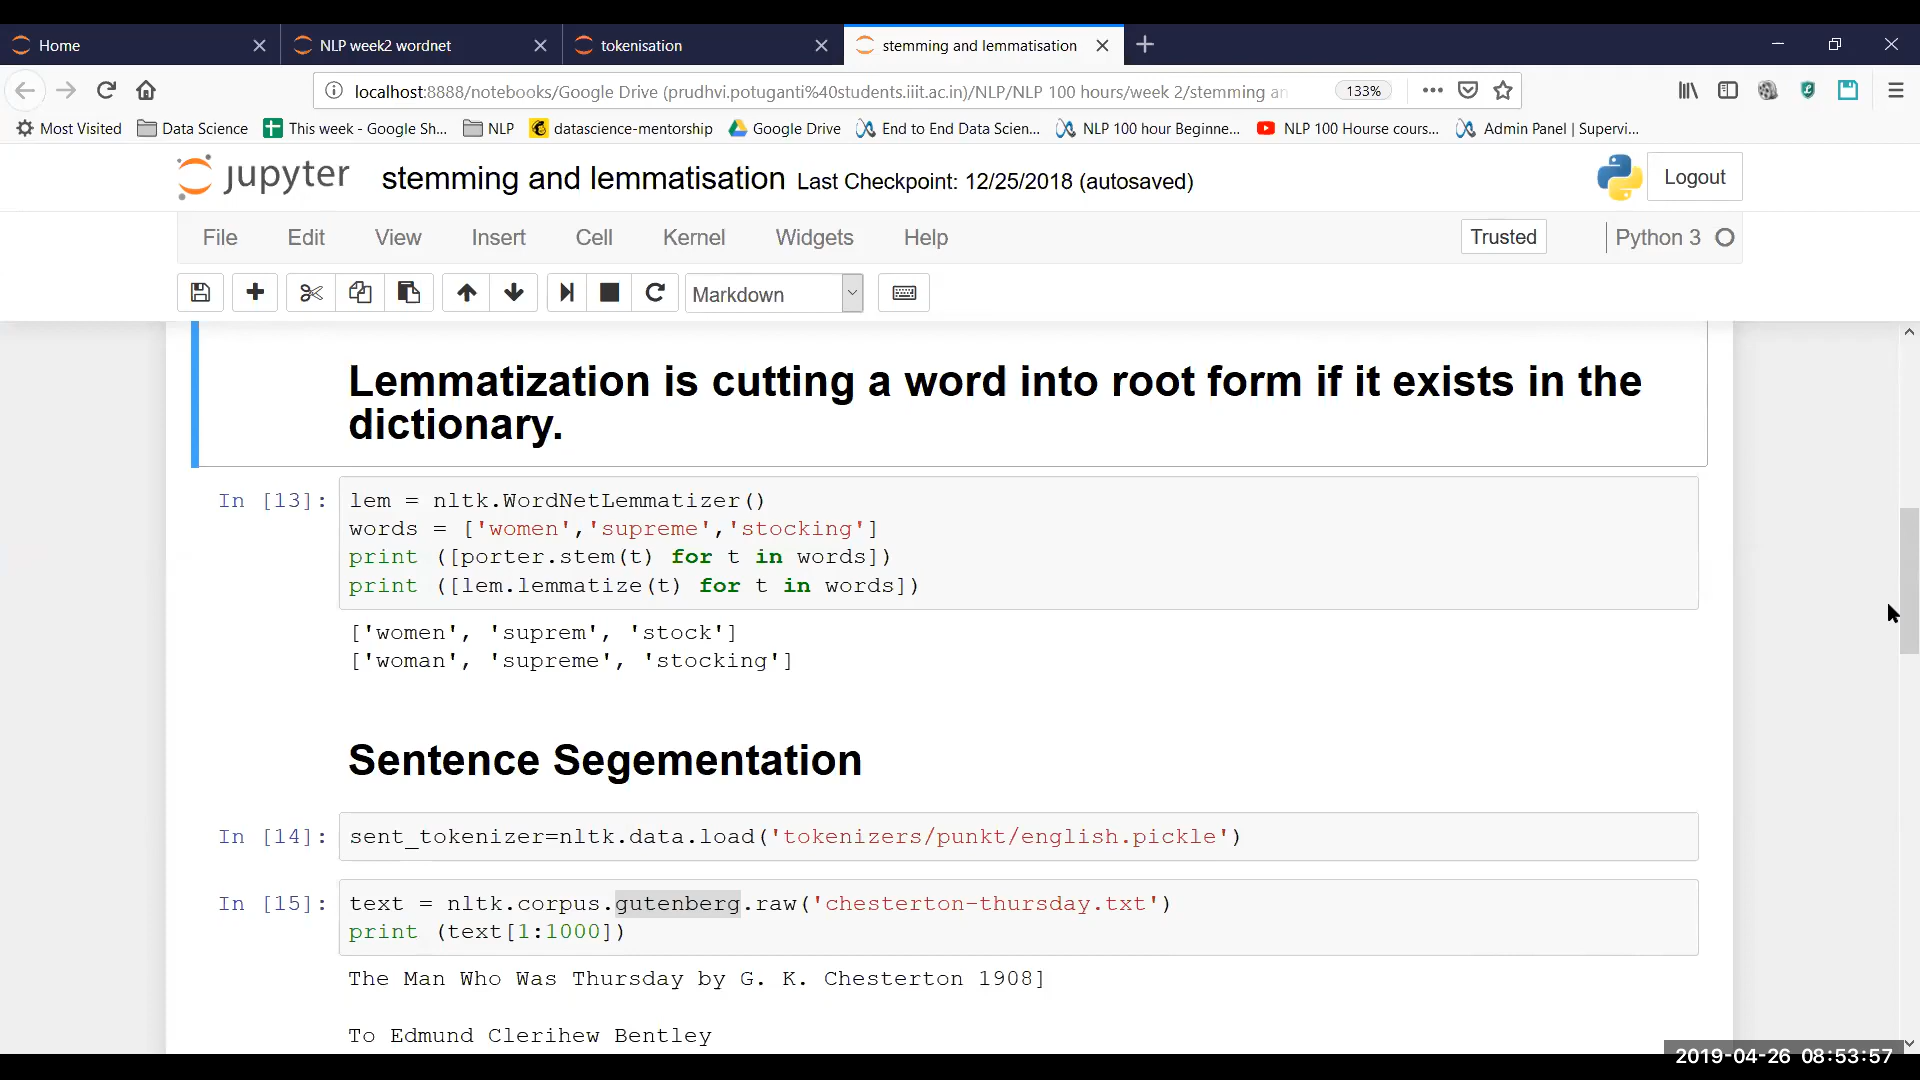 Home
NLP week2 wordnet
tokenisation
stemming and lemmatisation
localhost:8888/notebooks/Google Drive (prudhvi.potuganti%40students.iiit.ac.in)/NLP/NLP 100 hours/week 2/stemming an
133%
Most Visited
Data Science
This week - Google Sh...
NLP
datascience-mentorship
Google Drive
End to End Data Scien...
NLP 100 hour Beginne...
NLP 100 Hourse cours...
Admin Panel | Supervi...
jupyter
stemming and lemmatisation Last Checkpoint: 12/25/2018 (autosaved)
Logout
File Edit View Insert Cell Kernel Widgets Help
Trusted
Python 3
Markdown
Lemmatization is cutting a word into root form if it exists in the
dictionary.
In [13]: lem = nltk.WordNetLemmatizer()
words = ['women','supreme','stocking']
print ([porter.stem(t) for t in words])
print ([lem.lemmatize(t) for t in words])
['women', 'suprem', 'stock']
['woman', 'supreme', 'stocking']
Sentence Segementation
In [14]: sent_tokenizer=nltk.data.load('tokenizers/punkt/english.pickle')
In [15]: text = nltk.corpus.gutenberg.raw('chesterton-thursday.txt')
print (text[1:1000])
The Man Who Was Thursday by G. K. Chesterton 1908]
To Edmund Clerihew Bentley
2019-04-26 08:53:57